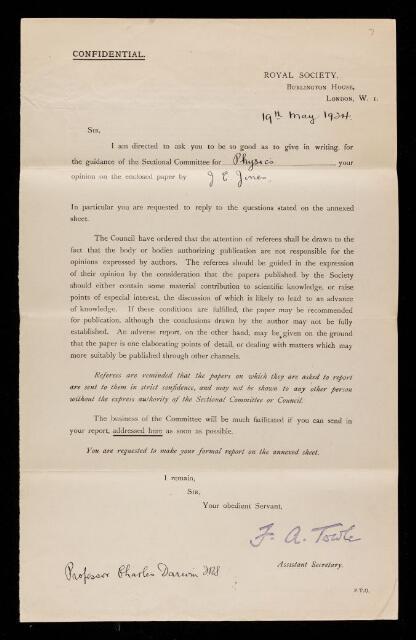 CONFIDENTIAL.
ROYAL SOCIETY,
BURLINGTON HOUSE,
LONDON, W. 1.
19th May 1924.
SIR,
I am directed to ask you to be so good as to give in writing, for
the guidance of the Sectional Committee for Physics your
opinion on the enclosed paper by J E Jones.
In particular you are requested to reply to the questions stated on the annexed
sheet.
The Council have ordered that the attention of referees shall be drawn to the
fact that the body or bodies authorizing publication are not responsible for the
opinions expressed by authors. The referees should be guided in the expression
of their opinion by the consideration that the papers published by the Society
should either contain some material contribution to scientific knowledge, or raise
points of especial interest, the discussion of which is likely to lead to an advance
of knowledge. If these conditions are fulfilled, the paper may be recommended
for publication, although the conclusions drawn by the author may not be fully
established. An adverse report, on the other hand, may be given on the ground
that the paper is one elaborating points of detail, or dealing with matters which may
more suitably be published through other channels.
Referees are reminded that the papers on which they are asked to report
are sent to them in strict confidence, and may not be shown to any other person
without the express authority of the Sectional Committee or Council.
The business of the Committee will be much facilitated if you can send in
your report, addressed here as soon as possible.
You are requested to make your formal report on the annexed sheet.
I remain,
SIR,
Your obedient Servant,
F. A. Towle
Assistant Secretary.
Professor Charles Darwin FRS
P.T.O.